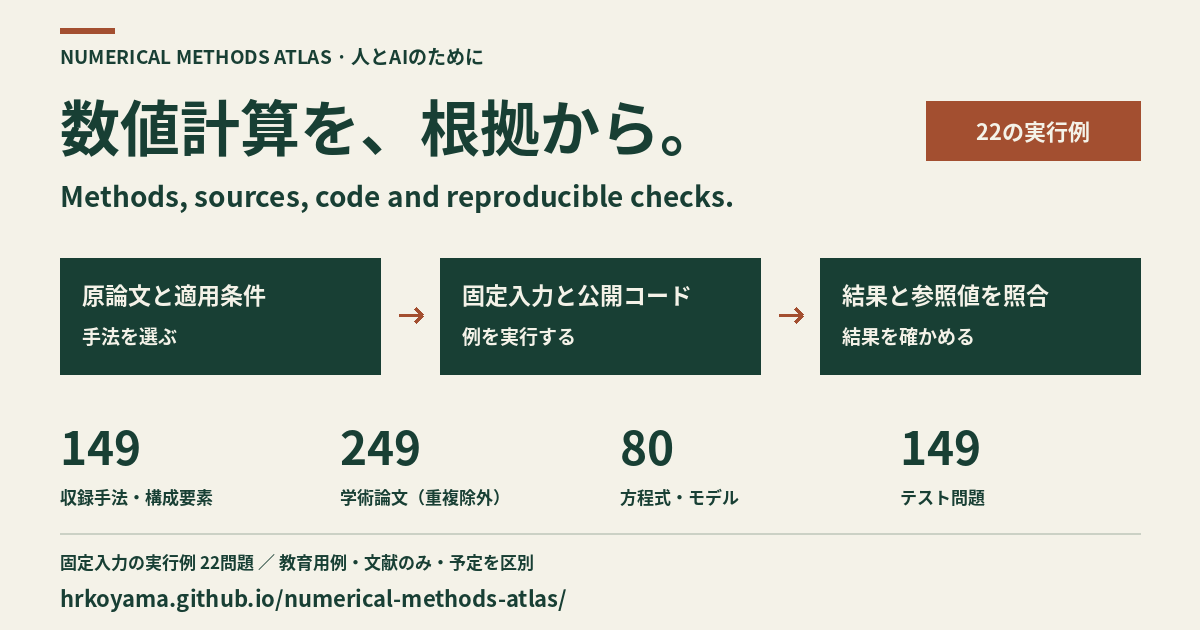 NUMERICAL METHODS ATLAS · 人とAIのために
数値計算を、根拠から。
22の実行例
Methods, sources, code and reproducible checks.
原論文と適用条件
手法を選ぶ
→
固定入力と公開コード
例を実行する
→
結果と参照値を照合
結果を確かめる
149
収録手法・構成要素
249
学術論文（重複除外）
80
方程式・モデル
149
テスト問題
固定入力の実行例 22問題 ／ 教育用例・文献のみ・予定を区別
hrkoyama.github.io/numerical-methods-atlas/